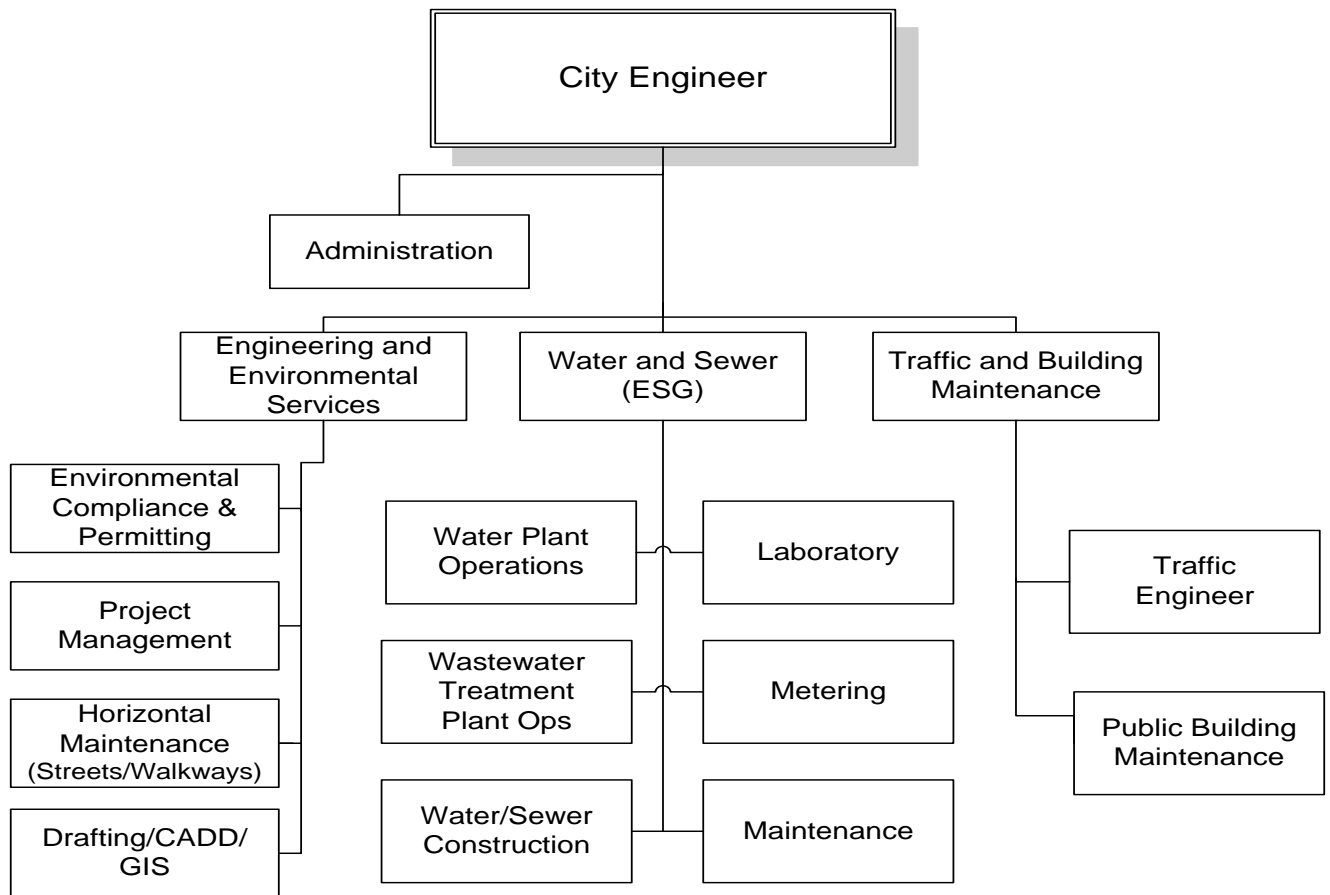 City Engineer
Administration
Engineering and
Environmental
Services
Water and Sewer
(ESG)
Traffic and Building
Maintenance
Environmental
Compliance &
Permitting
Project
Management
Horizontal
Maintenance
(Streets/Walkways)
Drafting/CADD/
GIS
Water Plant
Operations
Laboratory
Wastewater
Treatment
Plant Ops
Metering
Water/Sewer
Construction
Maintenance
Traffic
Engineer
Public Building
Maintenance